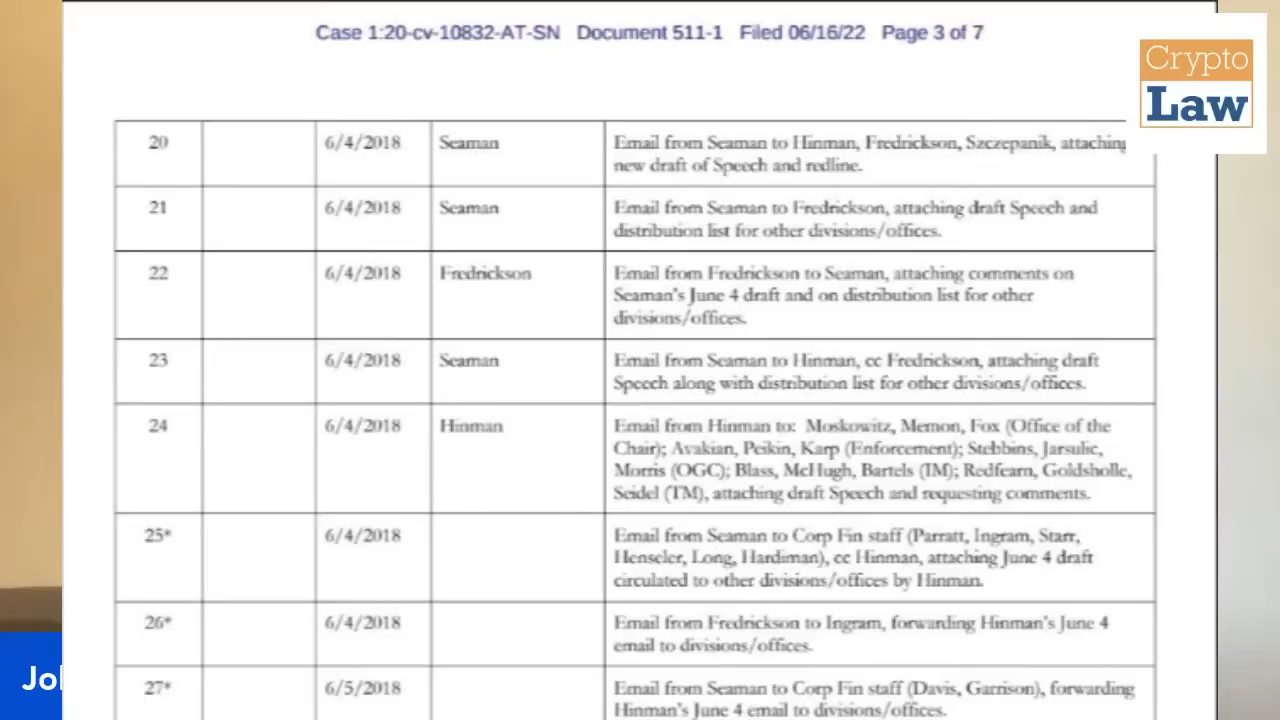 Case 1:20-cv-10832-AT-SN Document 511-1 Filed 06/16/22 Page 3 of 7
Crypto
Law
20 6/4/2018 Seaman Email from Seaman to Hinman, Fredrickson, Szczepanik, attaching
new draft of Speech and redline.
21 6/4/2018 Seaman Email from Seaman to Fredrickson, attaching draft Speech and
distribution list for other divisions/offices.
22 6/4/2018 Fredrickson Email from Fredrickson to Seaman, attaching comments on
Seaman's June 4 draft and on distribution list for other
divisions/offices.
23 6/4/2018 Seaman Email from Seaman to Hinman, cc Fredrickson, attaching draft
Speech along with distribution list for other divisions/offices.
24 6/4/2018 Hinman Email from Hinman to: Moskowitz, Memon, Fox (Office of the
Chair); Avakian, Peikin, Karp (Enforcement); Stebbins, Jarsulic,
Morris (OGC); Blass, McHugh, Bartels (IM); Redfearn, Goldsholle,
Seidel (TM), attaching draft Speech and requesting comments.
25* 6/4/2018 Email from Seaman to Corp Fin staff (Parratt, Ingram, Starr,
Henseler, Long, Hardiman), cc Hinman, attaching June 4 draft
circulated to other divisions/offices by Hinman.
26* 6/4/2018 Email from Fredrickson to Ingram, forwarding Hinman's June 4
email to divisions/offices.
27* 6/5/2018 Email from Seaman to Corp Fin staff (Davis, Garrison), forwarding
Hinman's June 4 email to divisions/offices.